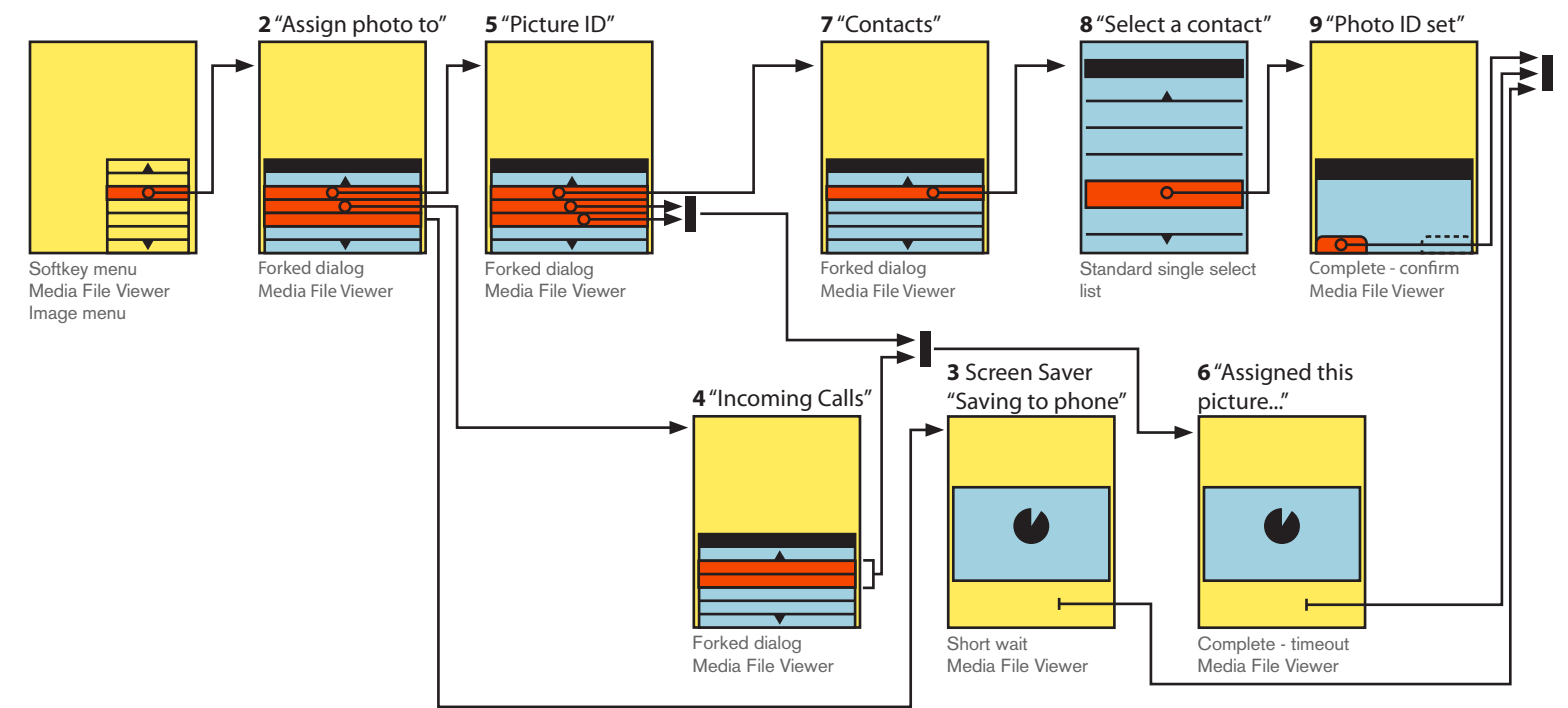 2 “Assign photo to”
5 “Picture ID”
7 “Contacts”
8 “Select a contact”
9 “Photo ID set”
Softkey menu
Media File Viewer
Image menu
Forked dialog
Media File Viewer
Forked dialog
Media File Viewer
Forked dialog
Media File Viewer
Standard single select
list
Complete - confirm
Media File Viewer
4 “Incoming Calls”
3 Screen Saver
“Saving to phone”
6 “Assigned this
picture...”
Forked dialog
Media File Viewer
Short wait
Media File Viewer
Complete - timeout
Media File Viewer